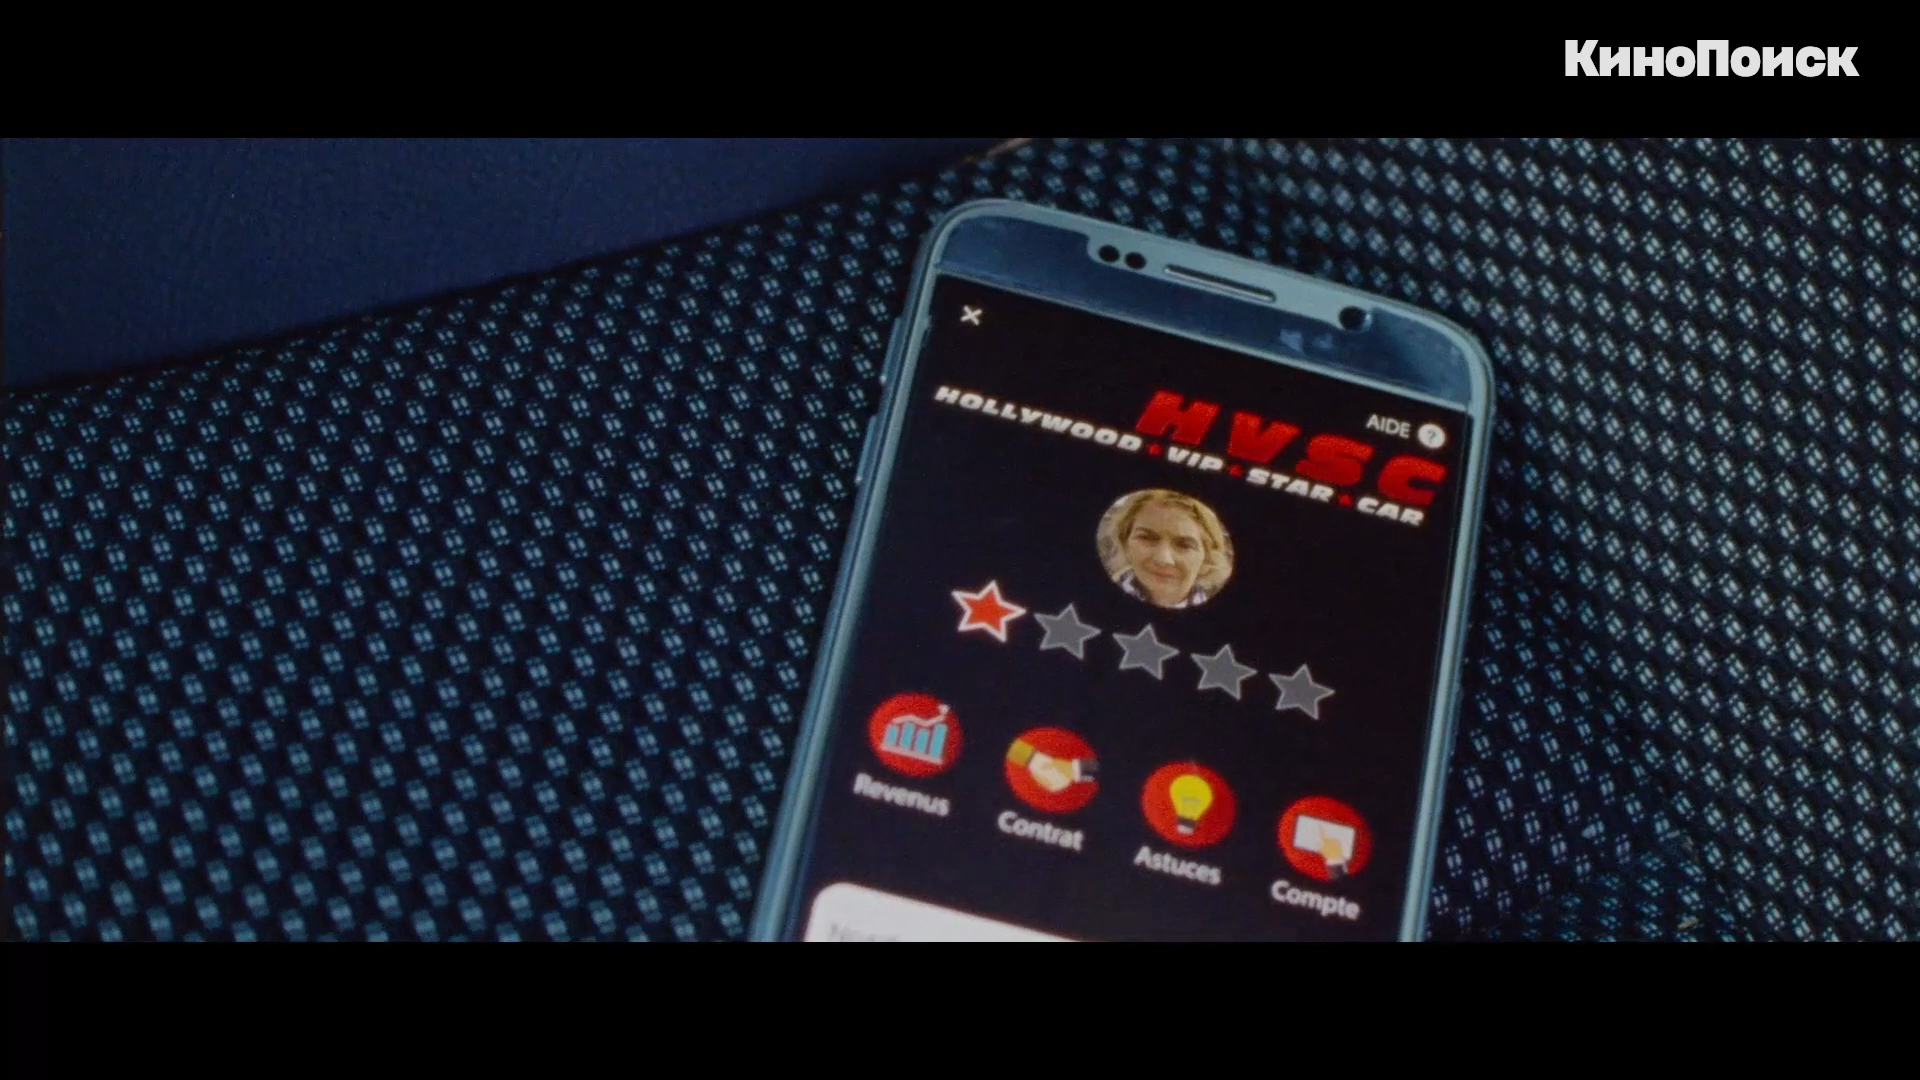 КиноПоиск
AIDE ?
HVSC
HOLLYWOOD VIP STAR CAR
Revenus
Contrat
Astuces
Compte